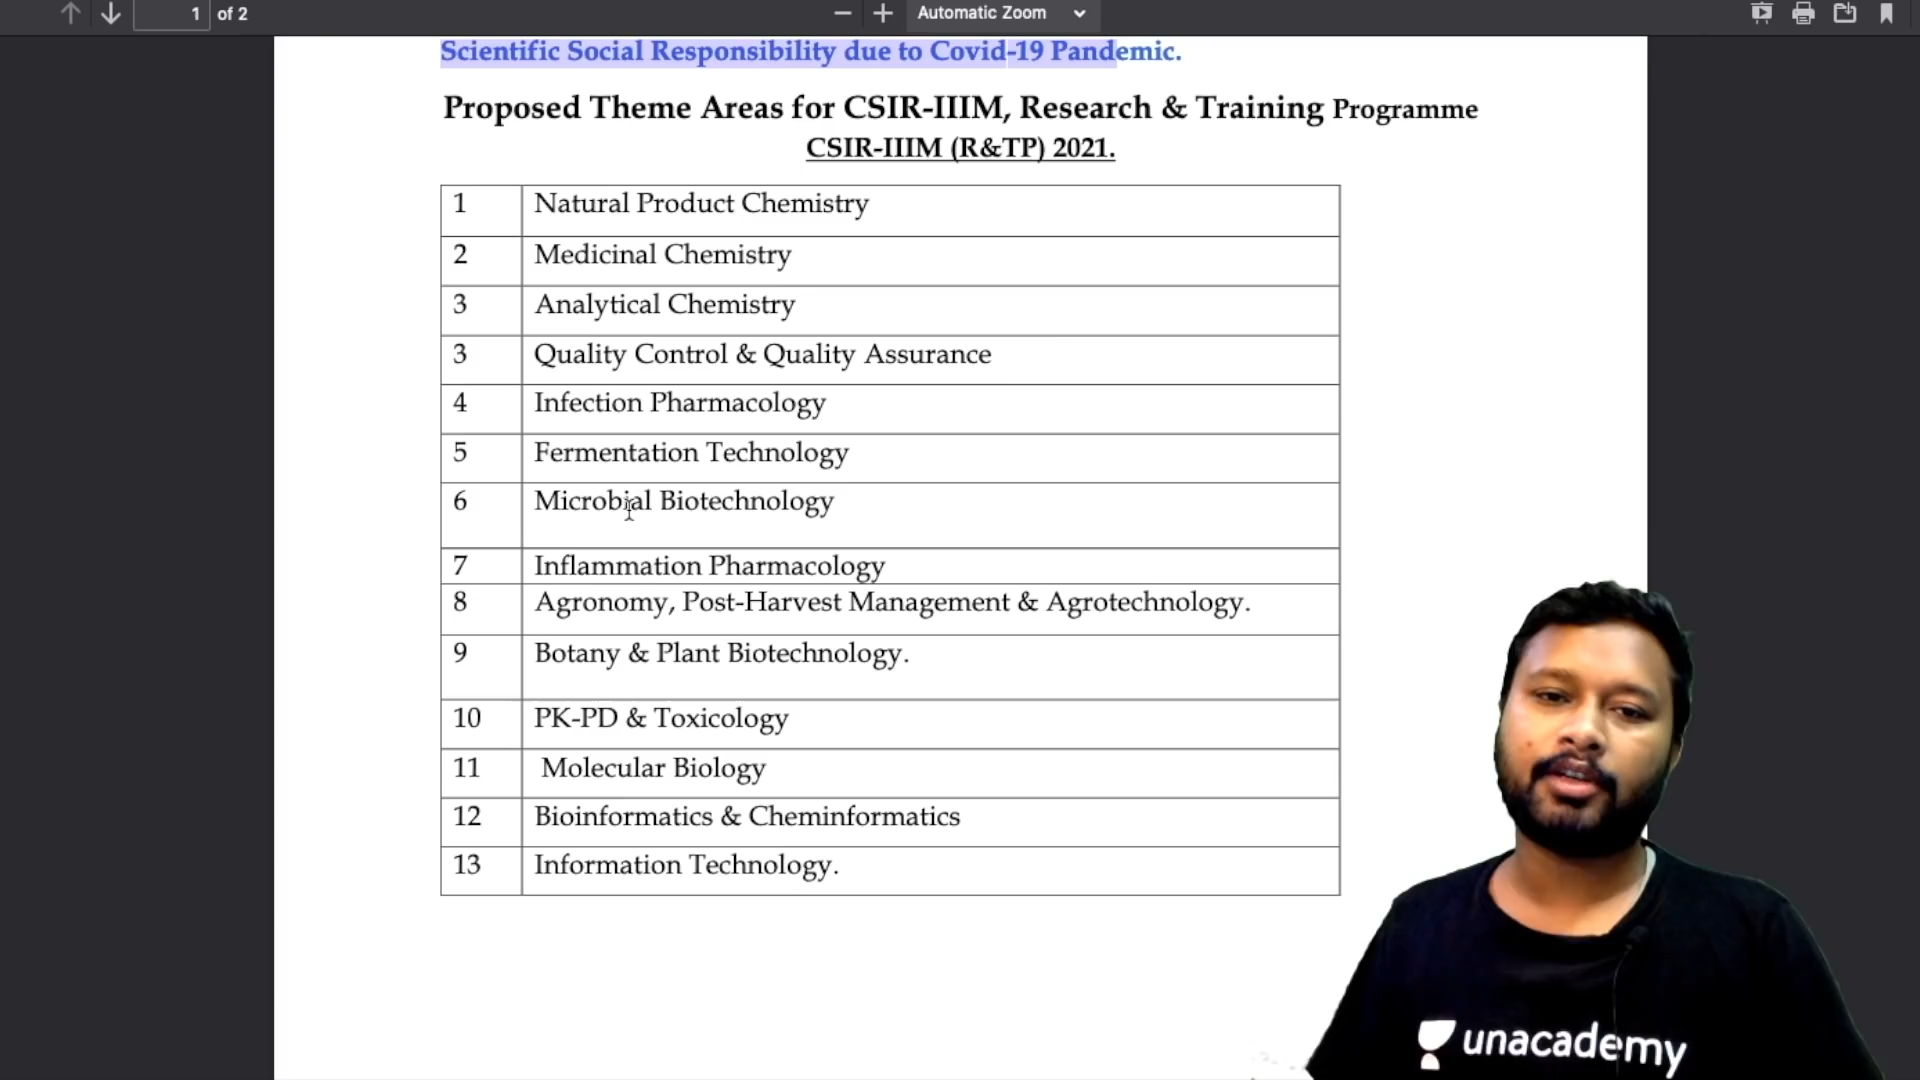 1 of 2 Automatic Zoom
Scientific Social Responsibility due to Covid-19 Pandemic.
Proposed Theme Areas for CSIR-IIIM, Research & Training Programme
CSIR-IIIM (R&TP) 2021.
1 Natural Product Chemistry
2 Medicinal Chemistry
3 Analytical Chemistry
3 Quality Control & Quality Assurance
4 Infection Pharmacology
5 Fermentation Technology
6 Microbial Biotechnology
7 Inflammation Pharmacology
8 Agronomy, Post-Harvest Management & Agrotechnology.
9 Botany & Plant Biotechnology.
10 PK-PD & Toxicology
11 Molecular Biology
12 Bioinformatics & Cheminformatics
13 Information Technology.
unacademy